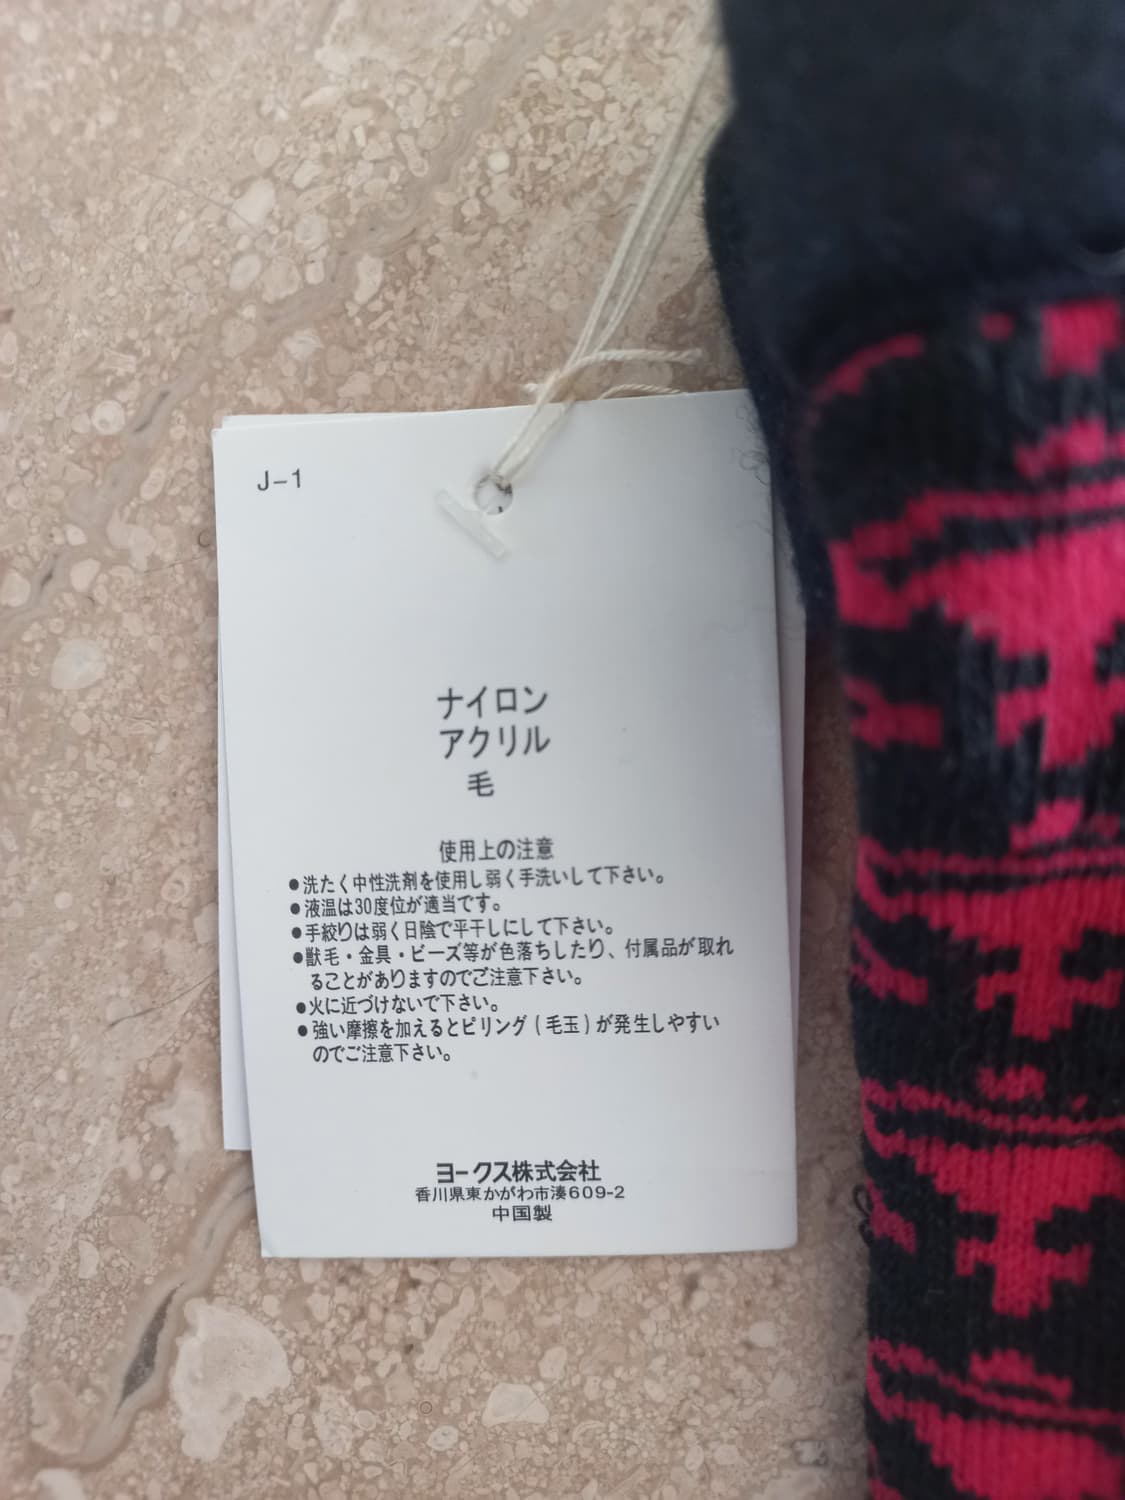 J-1
ナイロン
アクリル
毛
使用上の注意
●洗たく中性洗剤を使用し弱く手洗いして下さい。
●液温は30度位が適当です。
●手絞りは弱く日陰で平干しにして下さい。
●獣毛・金具・ビーズ等が色落ちしたり、付属品が取れ
ることがありますのでご注意下さい。
●火に近づけないで下さい。
●強い摩擦を加えるとピリング(毛玉)が発生しやすい
のでご注意下さい。
ヨークス株式会社
香川県東かがわ市湊609-2
中国製